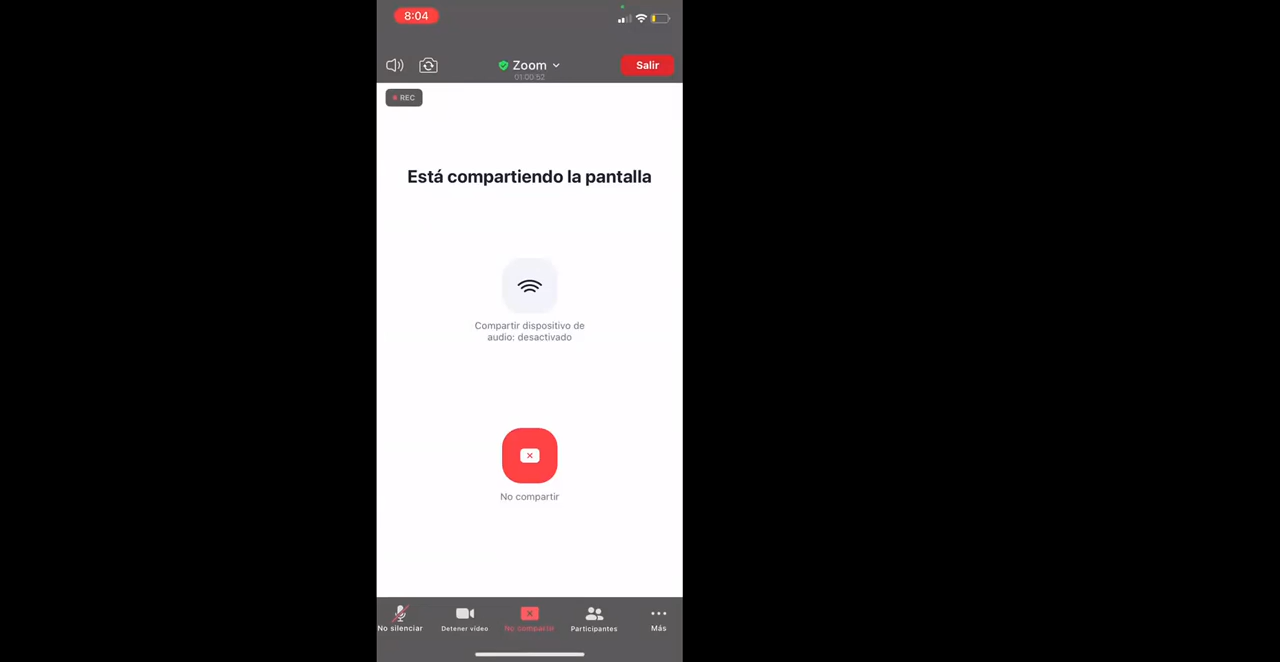 8:04
Zoom
Salir
01:00:52
REC
Está compartiendo la pantalla
Compartir dispositivo de
audio: desactivado
No compartir
No silenciar
Detener vídeo
No compartir
Participantes
Más